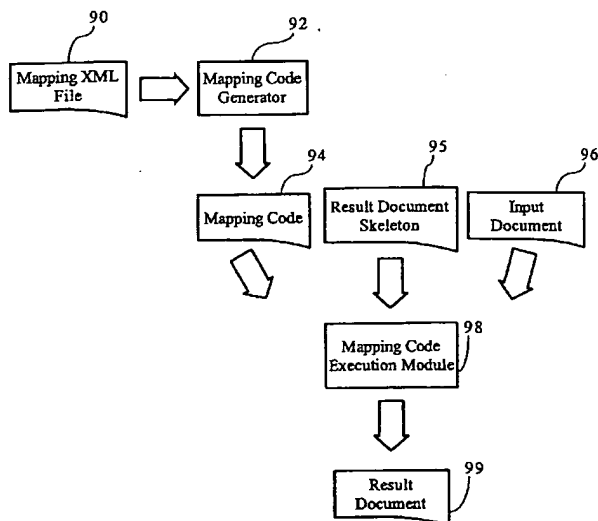 90
92
Mapping XML
File
Mapping Code
Generator
94
95
96
Mapping Code
Result Document
Skeleton
Input
Document
98
Mapping Code
Execution Module
99
Result
Document